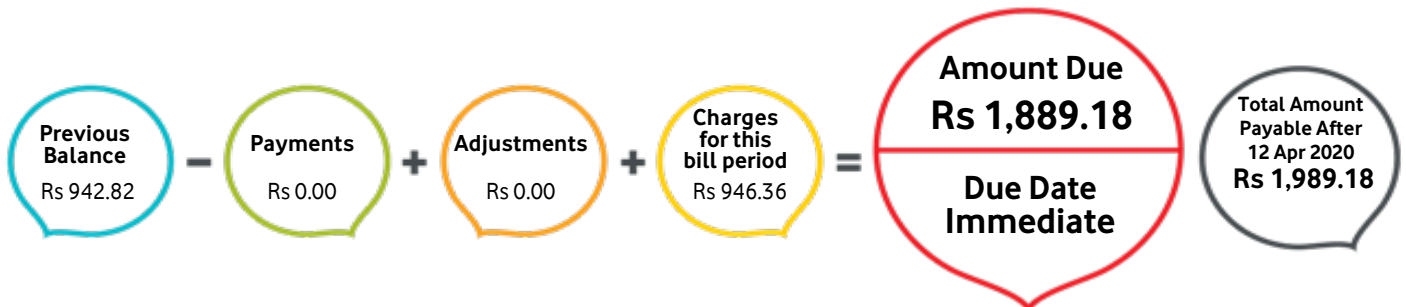 Previous
Balance
Rs 942.82
-
Payments
Rs 0.00
+
Adjustments
Rs 0.00
+
Charges
for this
bill period
Rs 946.36
=
Amount Due
Rs 1,889.18
Due Date
Immediate
Total Amount
Payable After
12 Apr 2020
Rs 1,989.18